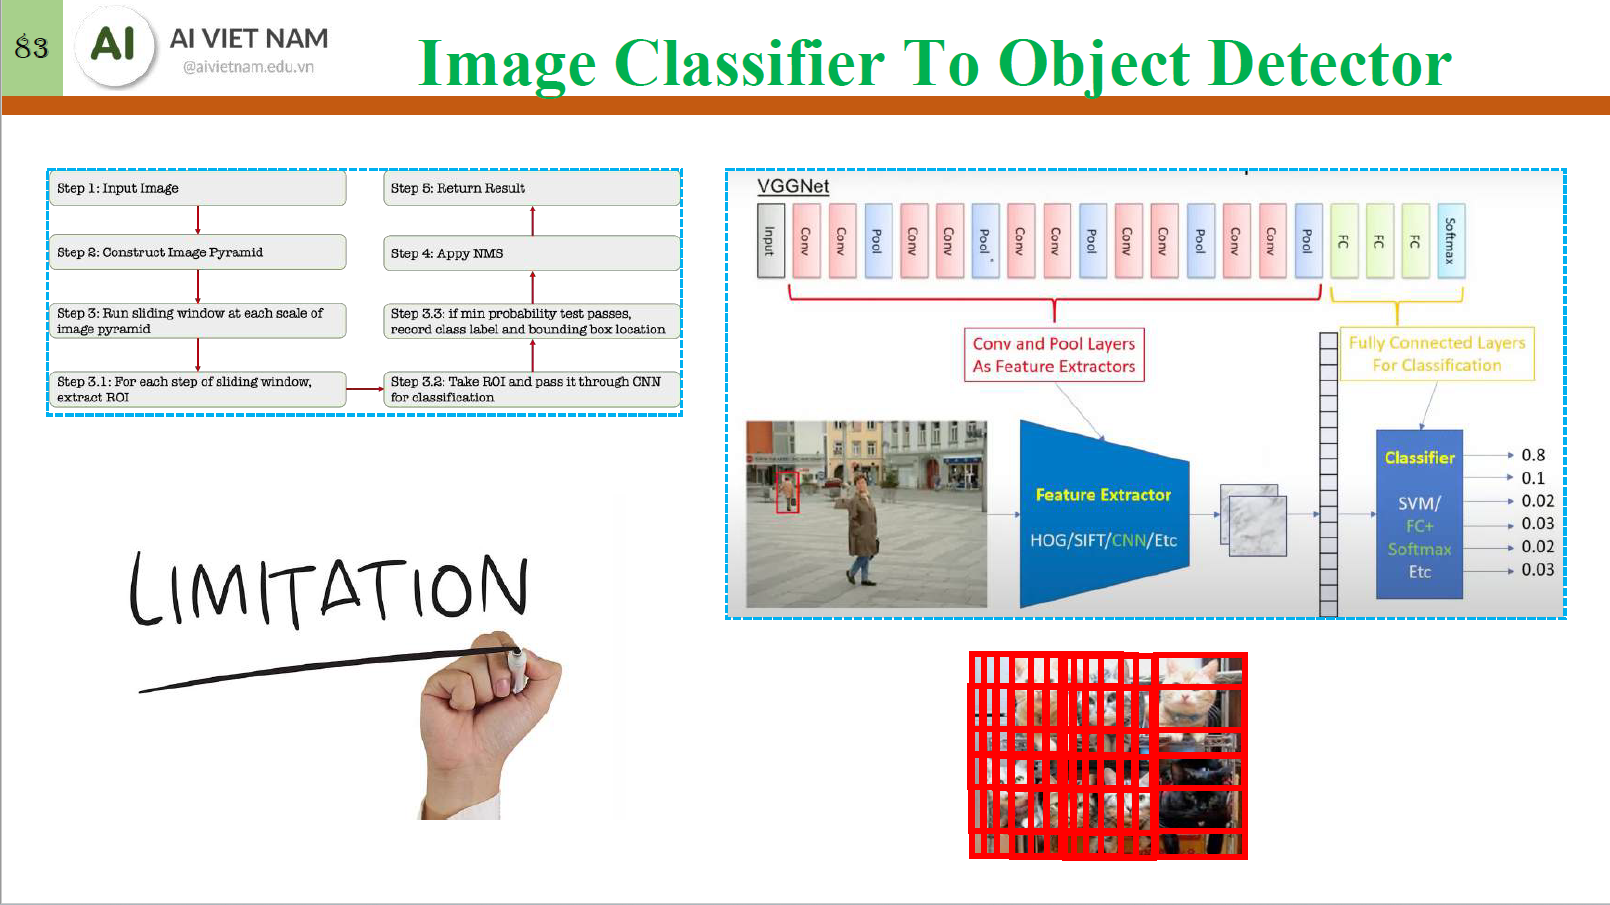 83
AI
AI VIET NAM
@aivietnam.edu.vn
Image Classifier To Object Detector
Step 1: Input Image
Step 2: Construct Image Pyramid
Step 3: Run sliding window at each scale of
image pyramid
Step 3.1: For each step of sliding window,
extract ROI
Step 3.2: Take ROI and pass it through CNN
for classification
Step 3.3: if min probability test passes,
record class label and bounding box location
Step 4: Appy NMS
Step 5: Return Result
LIMITATION
VGGNet
Input
Conv
Conv
Pool
Conv
Conv
Pool
Conv
Conv
Pool
Conv
Conv
Pool
Conv
Conv
Pool
FC
FC
FC
Softmax
Conv and Pool Layers
As Feature Extractors
Fully Connected Layers
For Classification
Feature Extractor
HOG/SIFT/CNN/Etc
Classifier
SVM/
FC+
Softmax
Etc
0.8
0.1
0.02
0.03
0.02
0.03